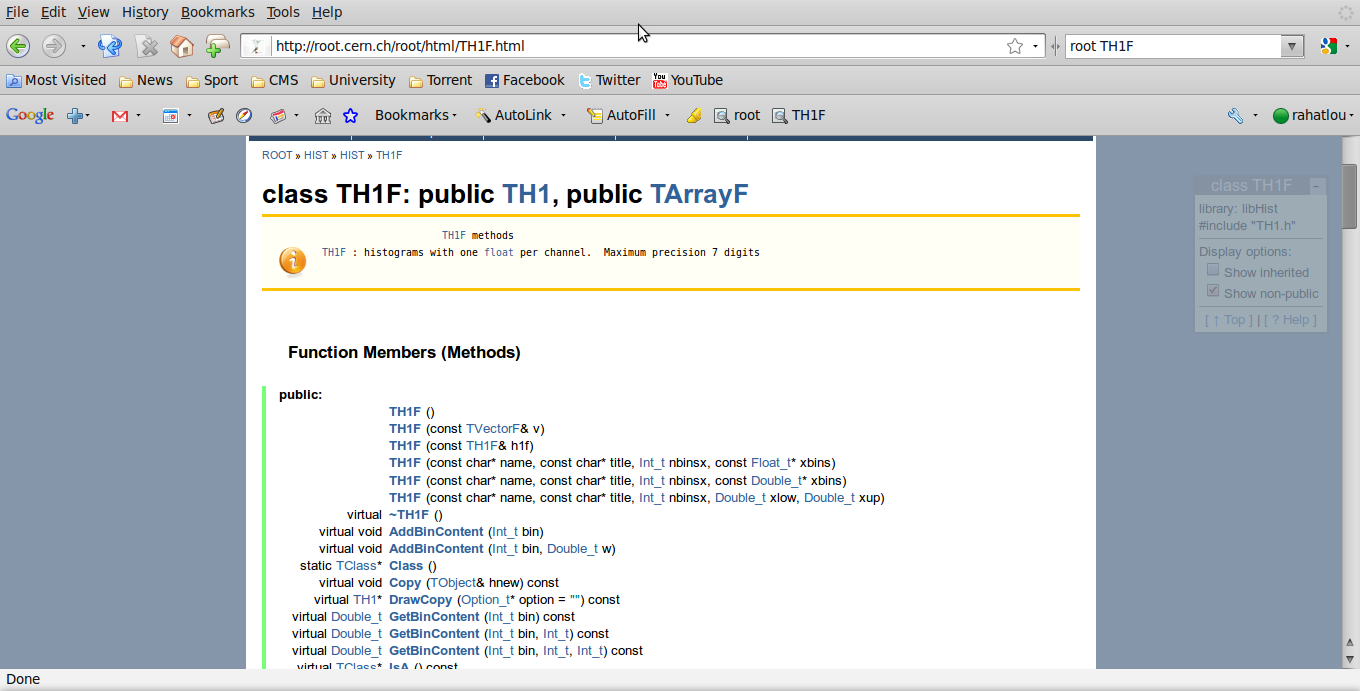 File Edit View History Bookmarks Tools Help
http://root.cern.ch/root/html/TH1F.html root TH1F
Most Visited News Sport CMS University Torrent Facebook Twitter You Tube YouTube
Google Bookmarks AutoLink AutoFill root TH1F rahatlou
ROOT » HIST » HIST » TH1F
class TH1F: public TH1, public TArrayF
TH1F methods
TH1F : histograms with one float per channel. Maximum precision 7 digits
class TH1F –
library: libHist
#include "TH1.h"
Display options:
Show inherited
Show non-public
[ ↑ Top ] | [ ? Help ]
Function Members (Methods)
public:
TH1F ()
TH1F (const TVectorF& v)
TH1F (const TH1F& h1f)
TH1F (const char* name, const char* title, Int_t nbinsx, const Float_t* xbins)
TH1F (const char* name, const char* title, Int_t nbinsx, const Double_t* xbins)
TH1F (const char* name, const char* title, Int_t nbinsx, Double_t xlow, Double_t xup)
virtual ~TH1F ()
virtual void AddBinContent (Int_t bin)
virtual void AddBinContent (Int_t bin, Double_t w)
static TClass* Class ()
virtual void Copy (TObject& hnew) const
virtual TH1* DrawCopy (Option_t* option = "") const
virtual Double_t GetBinContent (Int_t bin) const
virtual Double_t GetBinContent (Int_t bin, Int_t) const
virtual Double_t GetBinContent (Int_t bin, Int_t, Int_t) const
virtual TClass* IsA () const
Done